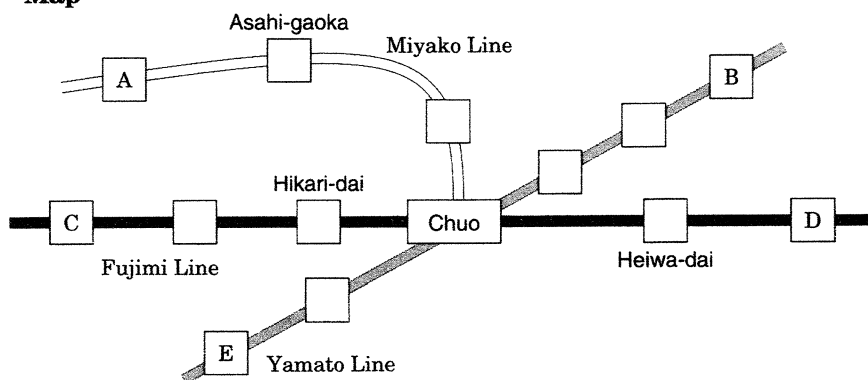 Map
Asahi-gaoka
Miyako Line
A
B
Hikari-dai
C
Chuo
D
Fujimi Line
Heiwa-dai
E
Yamato Line